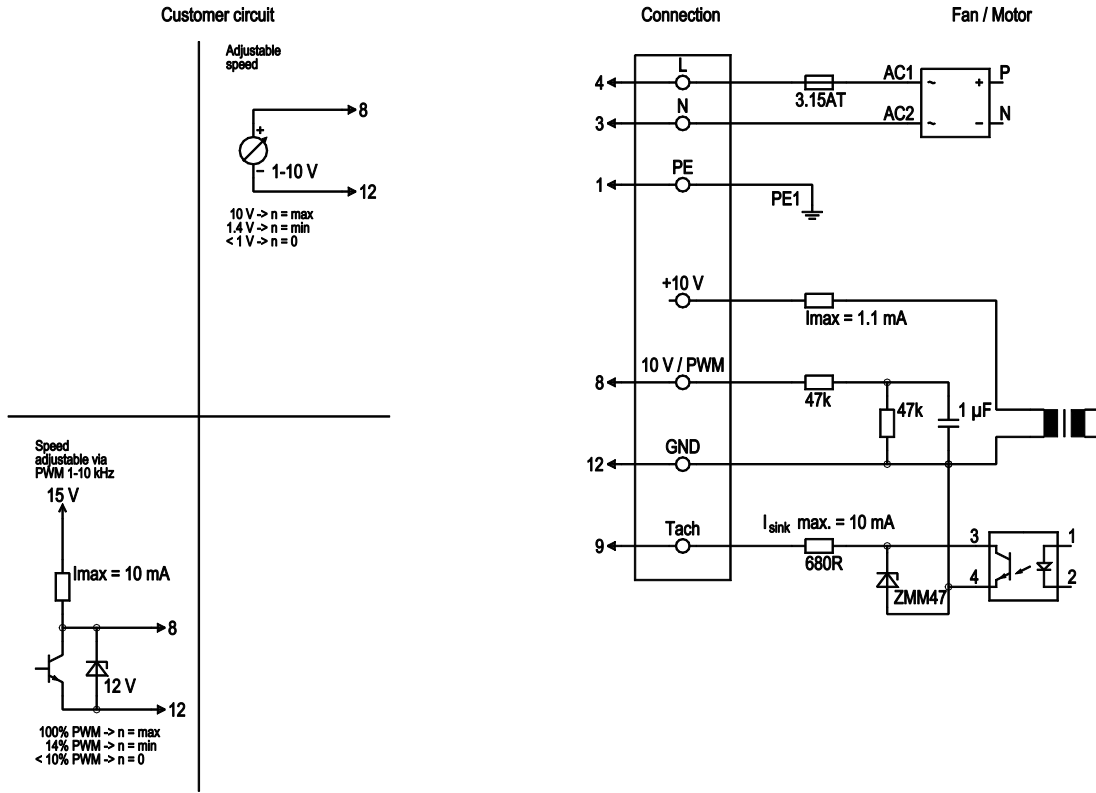 Customer circuit
Connection
Fan / Motor
Adjustable
speed
8
+
1-10 V
−
12
10 V -> n = max
1.4 V -> n = min
< 1 V -> n = 0
Speed
adjustable via
PWM 1-10 kHz
15 V
Imax = 10 mA
8
12 V
12
100% PWM -> n = max
14% PWM -> n = min
< 10% PWM -> n = 0
4
L
3.15AT
AC1
~
+
P
3
N
AC2
~
−
N
1
PE
PE1
+10 V
Imax = 1.1 mA
8
10 V / PWM
47k
47k
1 µF
12
GND
9
Tach
I sink max. = 10 mA
680R
ZMM47
3
1
4
2